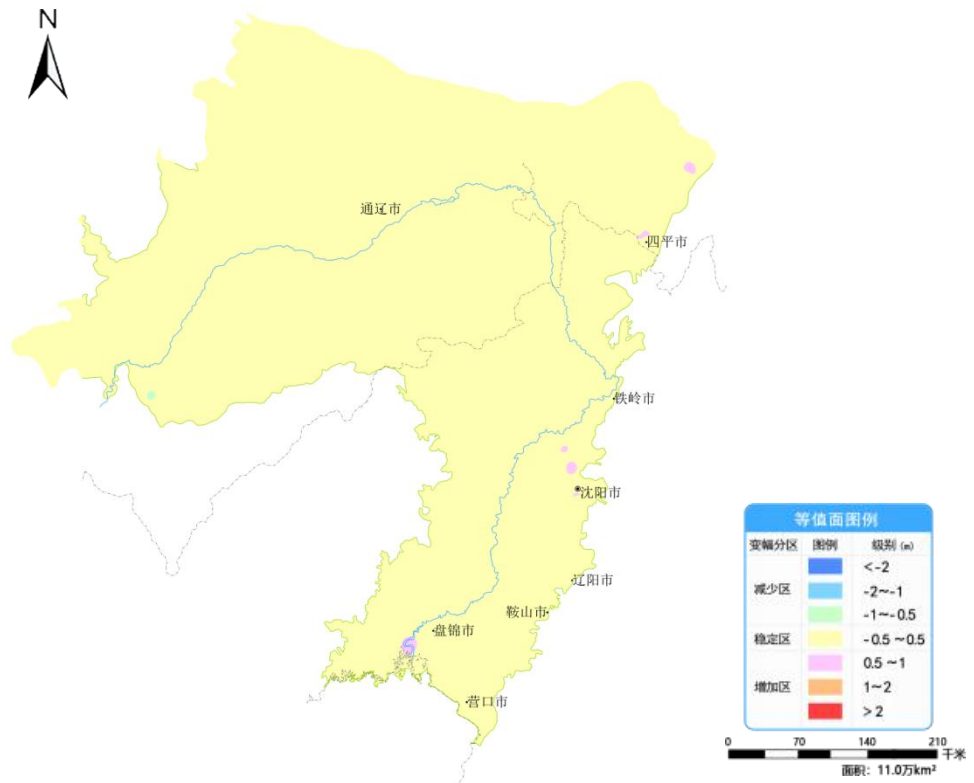 N
通辽市
四平市
铁岭市
沈阳市
辽阳市
鞍山市
盘锦市
营口市
等值面图例
变幅分区 图例 级别 (m)
减少区
<-2
-2~-1
-1~-0.5
稳定区 -0.5 ~0.5
增加区
0.5 ~1
1~2
>2
0 70 140 210 千米
面积: 11.0万km²